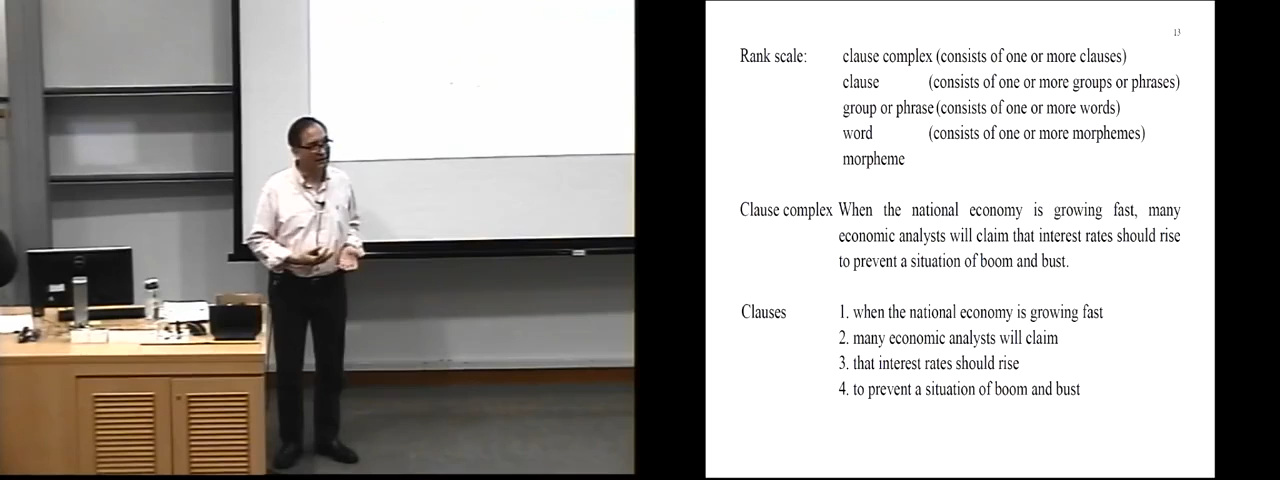 13
Rank scale: clause complex (consists of one or more clauses)
clause (consists of one or more groups or phrases)
group or phrase (consists of one or more words)
word (consists of one or more morphemes)
morpheme
Clause complex When the national economy is growing fast, many
economic analysts will claim that interest rates should rise
to prevent a situation of boom and bust.
Clauses 1. when the national economy is growing fast
2. many economic analysts will claim
3. that interest rates should rise
4. to prevent a situation of boom and bust